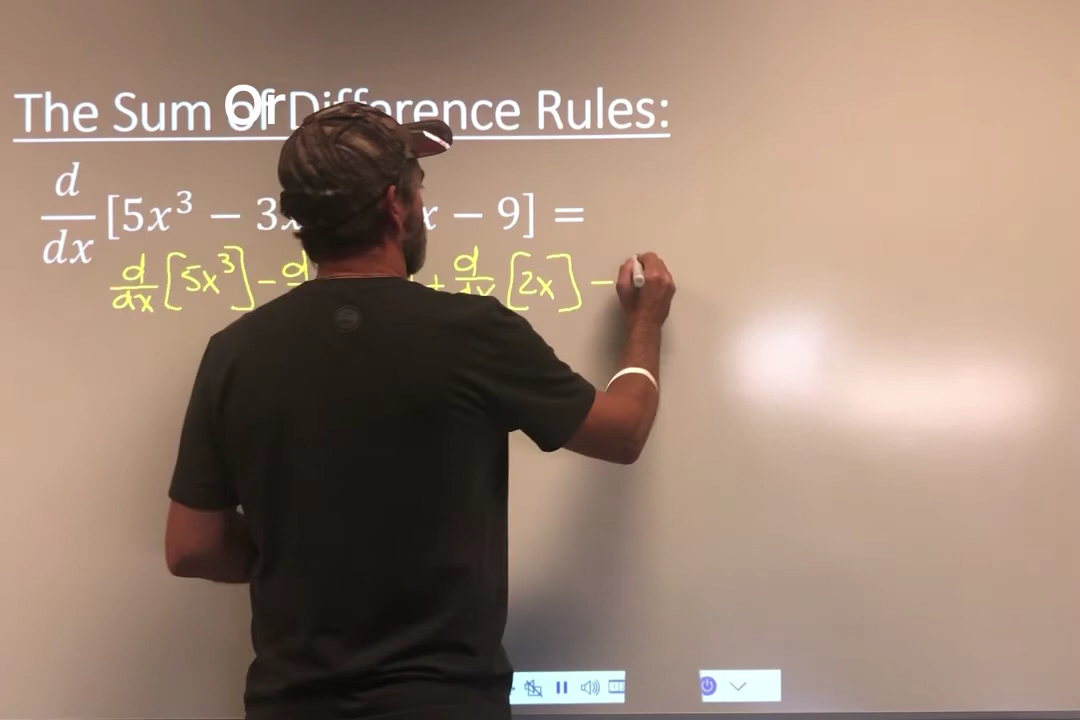 The Sum Or Difference Rules:
d/dx [5x³ − 3x − 9] =
d/dx [5x³] − d + d/dx [2x] −